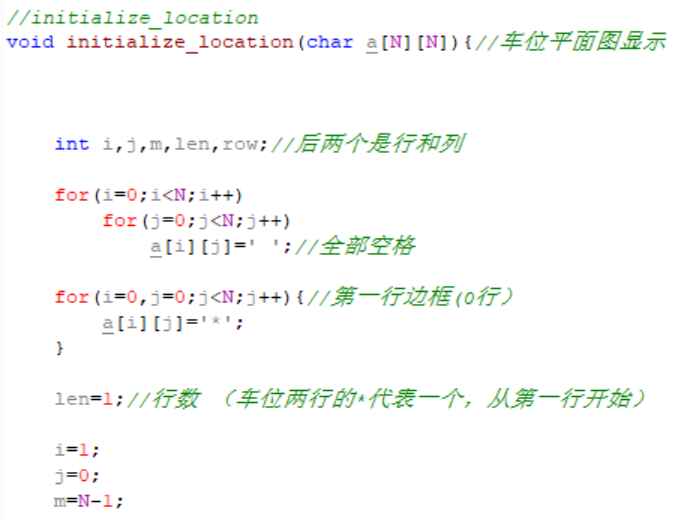 //initialize_location
void initialize_location(char a[N][N]){//车位平面图显示
int i,j,m,len,row;//后两个是行和列
for(i=0;i<N;i++)
for(j=0;j<N;j++)
a[i][j]=' ';//全部空格
for(i=0,j=0;j<N;j++){//第一行边框(0行）
a[i][j]='*';
}
len=1;//行数 （车位两行的*代表一个，从第一行开始）
i=1;
j=0;
m=N-1;